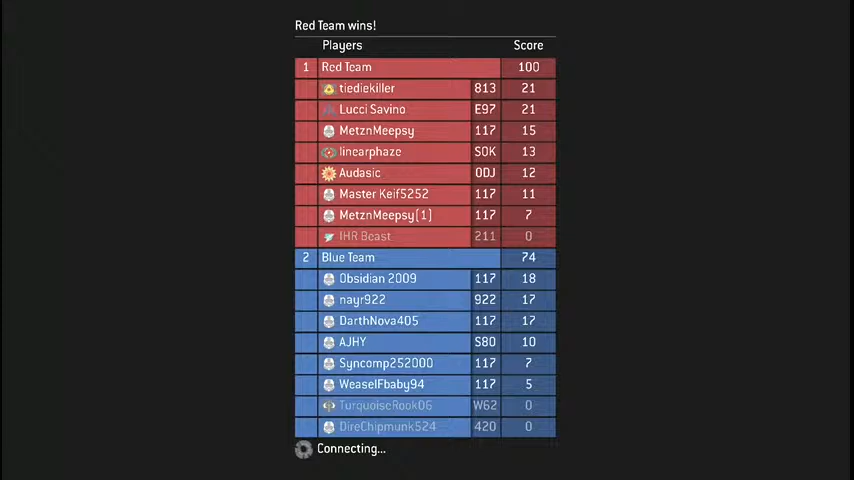 Red Team wins!
Players Score
1 Red Team 100
tiediekiller 813 21
Lucci Savino E97 21
MetznMeepsy 117 15
linearphaze SOK 13
Audasic ODJ 12
Master Keif5252 117 11
MetznMeepsy(1) 117 7
IHR Beast 211 0
2 Blue Team 74
Obsidian 2009 117 18
nayr922 922 17
DarthNova405 117 17
AJHY S80 10
Syncomp252000 117 7
WeaselFbaby94 117 5
TurquoiseRook06 W62 0
DireChipmunk524 420 0
Connecting...